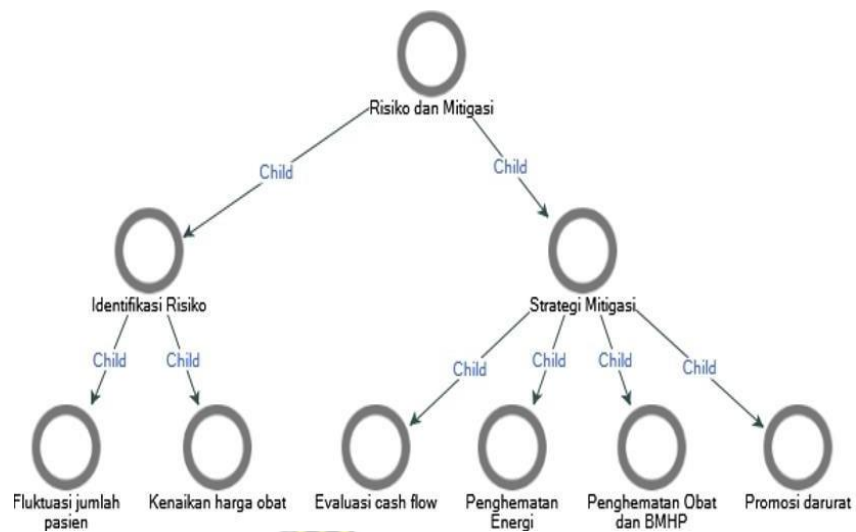 Risiko dan Mitigasi
Child
Child
Identifikasi Risiko
Strategi Mitigasi
Child
Child
Child
Child
Child
Child
Fluktuasi jumlah
pasien
Kenaikan harga obat
Evaluasi cash flow
Penghematan
Energi
Penghematan Obat
dan BMHP
Promosi darurat